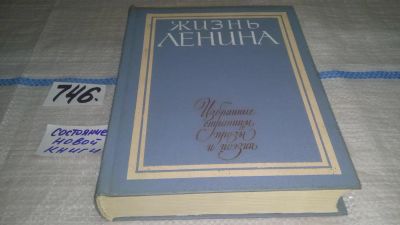 ЖИЗНЬ
ЛЕНИНА
746.
Избранные
страницы
прозы
и поэзии
СОСТОЯНИЕ
НОВОЙ
КНИГИ